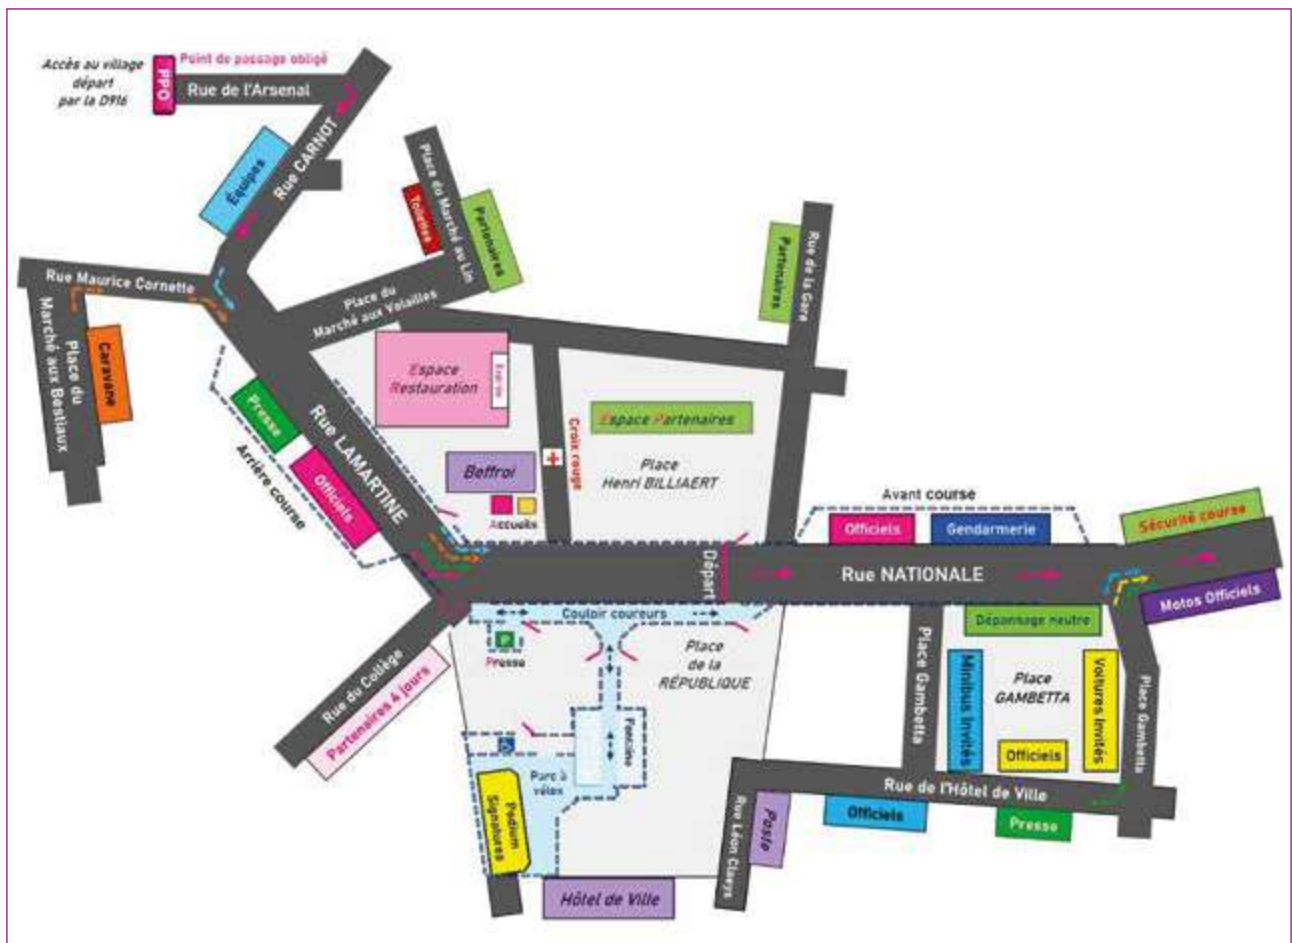 Accès au village
départ
par la D916
PPO
Point de passage obligé
Rue de l'Arsenal
Rue CARNOT
Équipes
Place du Marché au Lin
Toilettes
Partenaires
Partenaires
Rue de la Gare
Rue Maurice Cornette
Place du
Marché aux Volailles
Place du
Marché aux Bestiaux
Caravane
Espace
Restauration
Presse
Officiels
Rue LAMARTINE
Arrière course
Beffroi
Accueils
Croix rouge
Espace Partenaires
Place
Henri BILLIAERT
Avant course
Officiels
Gendarmerie
Sécurité course
Départ
Rue NATIONALE
Motos Officiels
Couloir coureurs
P
Presse
Place
de la
RÉPUBLIQUE
Rue du Collège
Partenaires 4 jours
Fontaine
Parc à
vélos
Podium
Signatures
Hôtel de Ville
Rue Léon Claeys
Poste
Place Gambetta
Dépannage neutre
Minibus Invités
Place
GAMBETTA
Officiels
Voitures Invités
Place Gambetta
Rue de l'Hôtel de Ville
Officiels
Presse